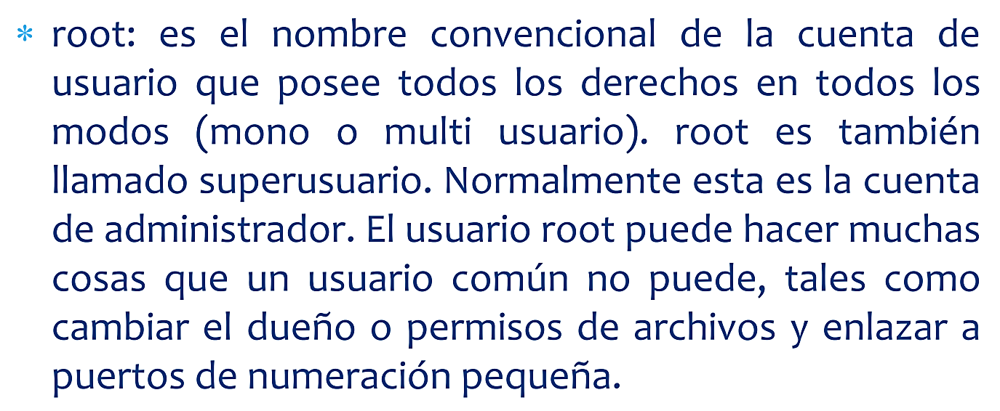 * root: es el nombre convencional de la cuenta de
usuario que posee todos los derechos en todos los
modos (mono o multi usuario). root es también
llamado superusuario. Normalmente esta es la cuenta
de administrador. El usuario root puede hacer muchas
cosas que un usuario común no puede, tales como
cambiar el dueño o permisos de archivos y enlazar a
puertos de numeración pequeña.